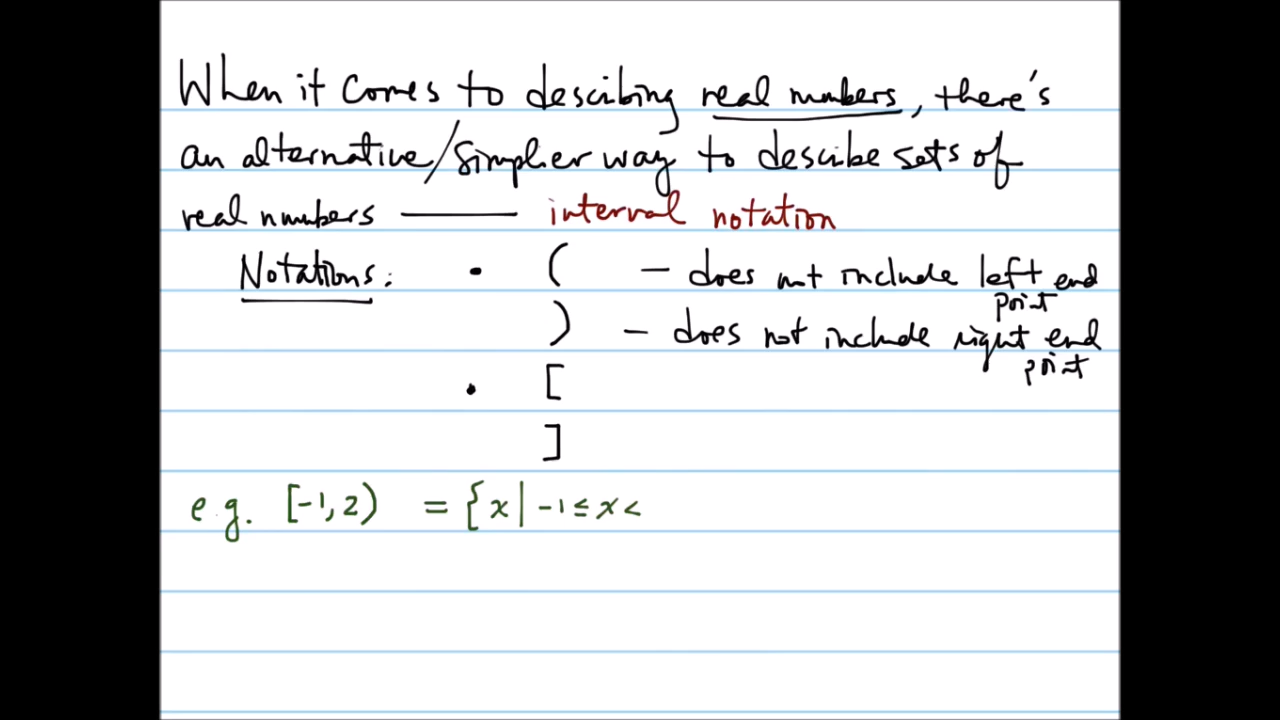 When it comes to describing real numbers, there's
an alternative/simpler way to descibe sets of
real numbers —— interval notation
Notations: • ( — does not include left end
point
) — does not include right end
point
• [
]
e.g. [-1, 2) = {x | -1 ≤ x <